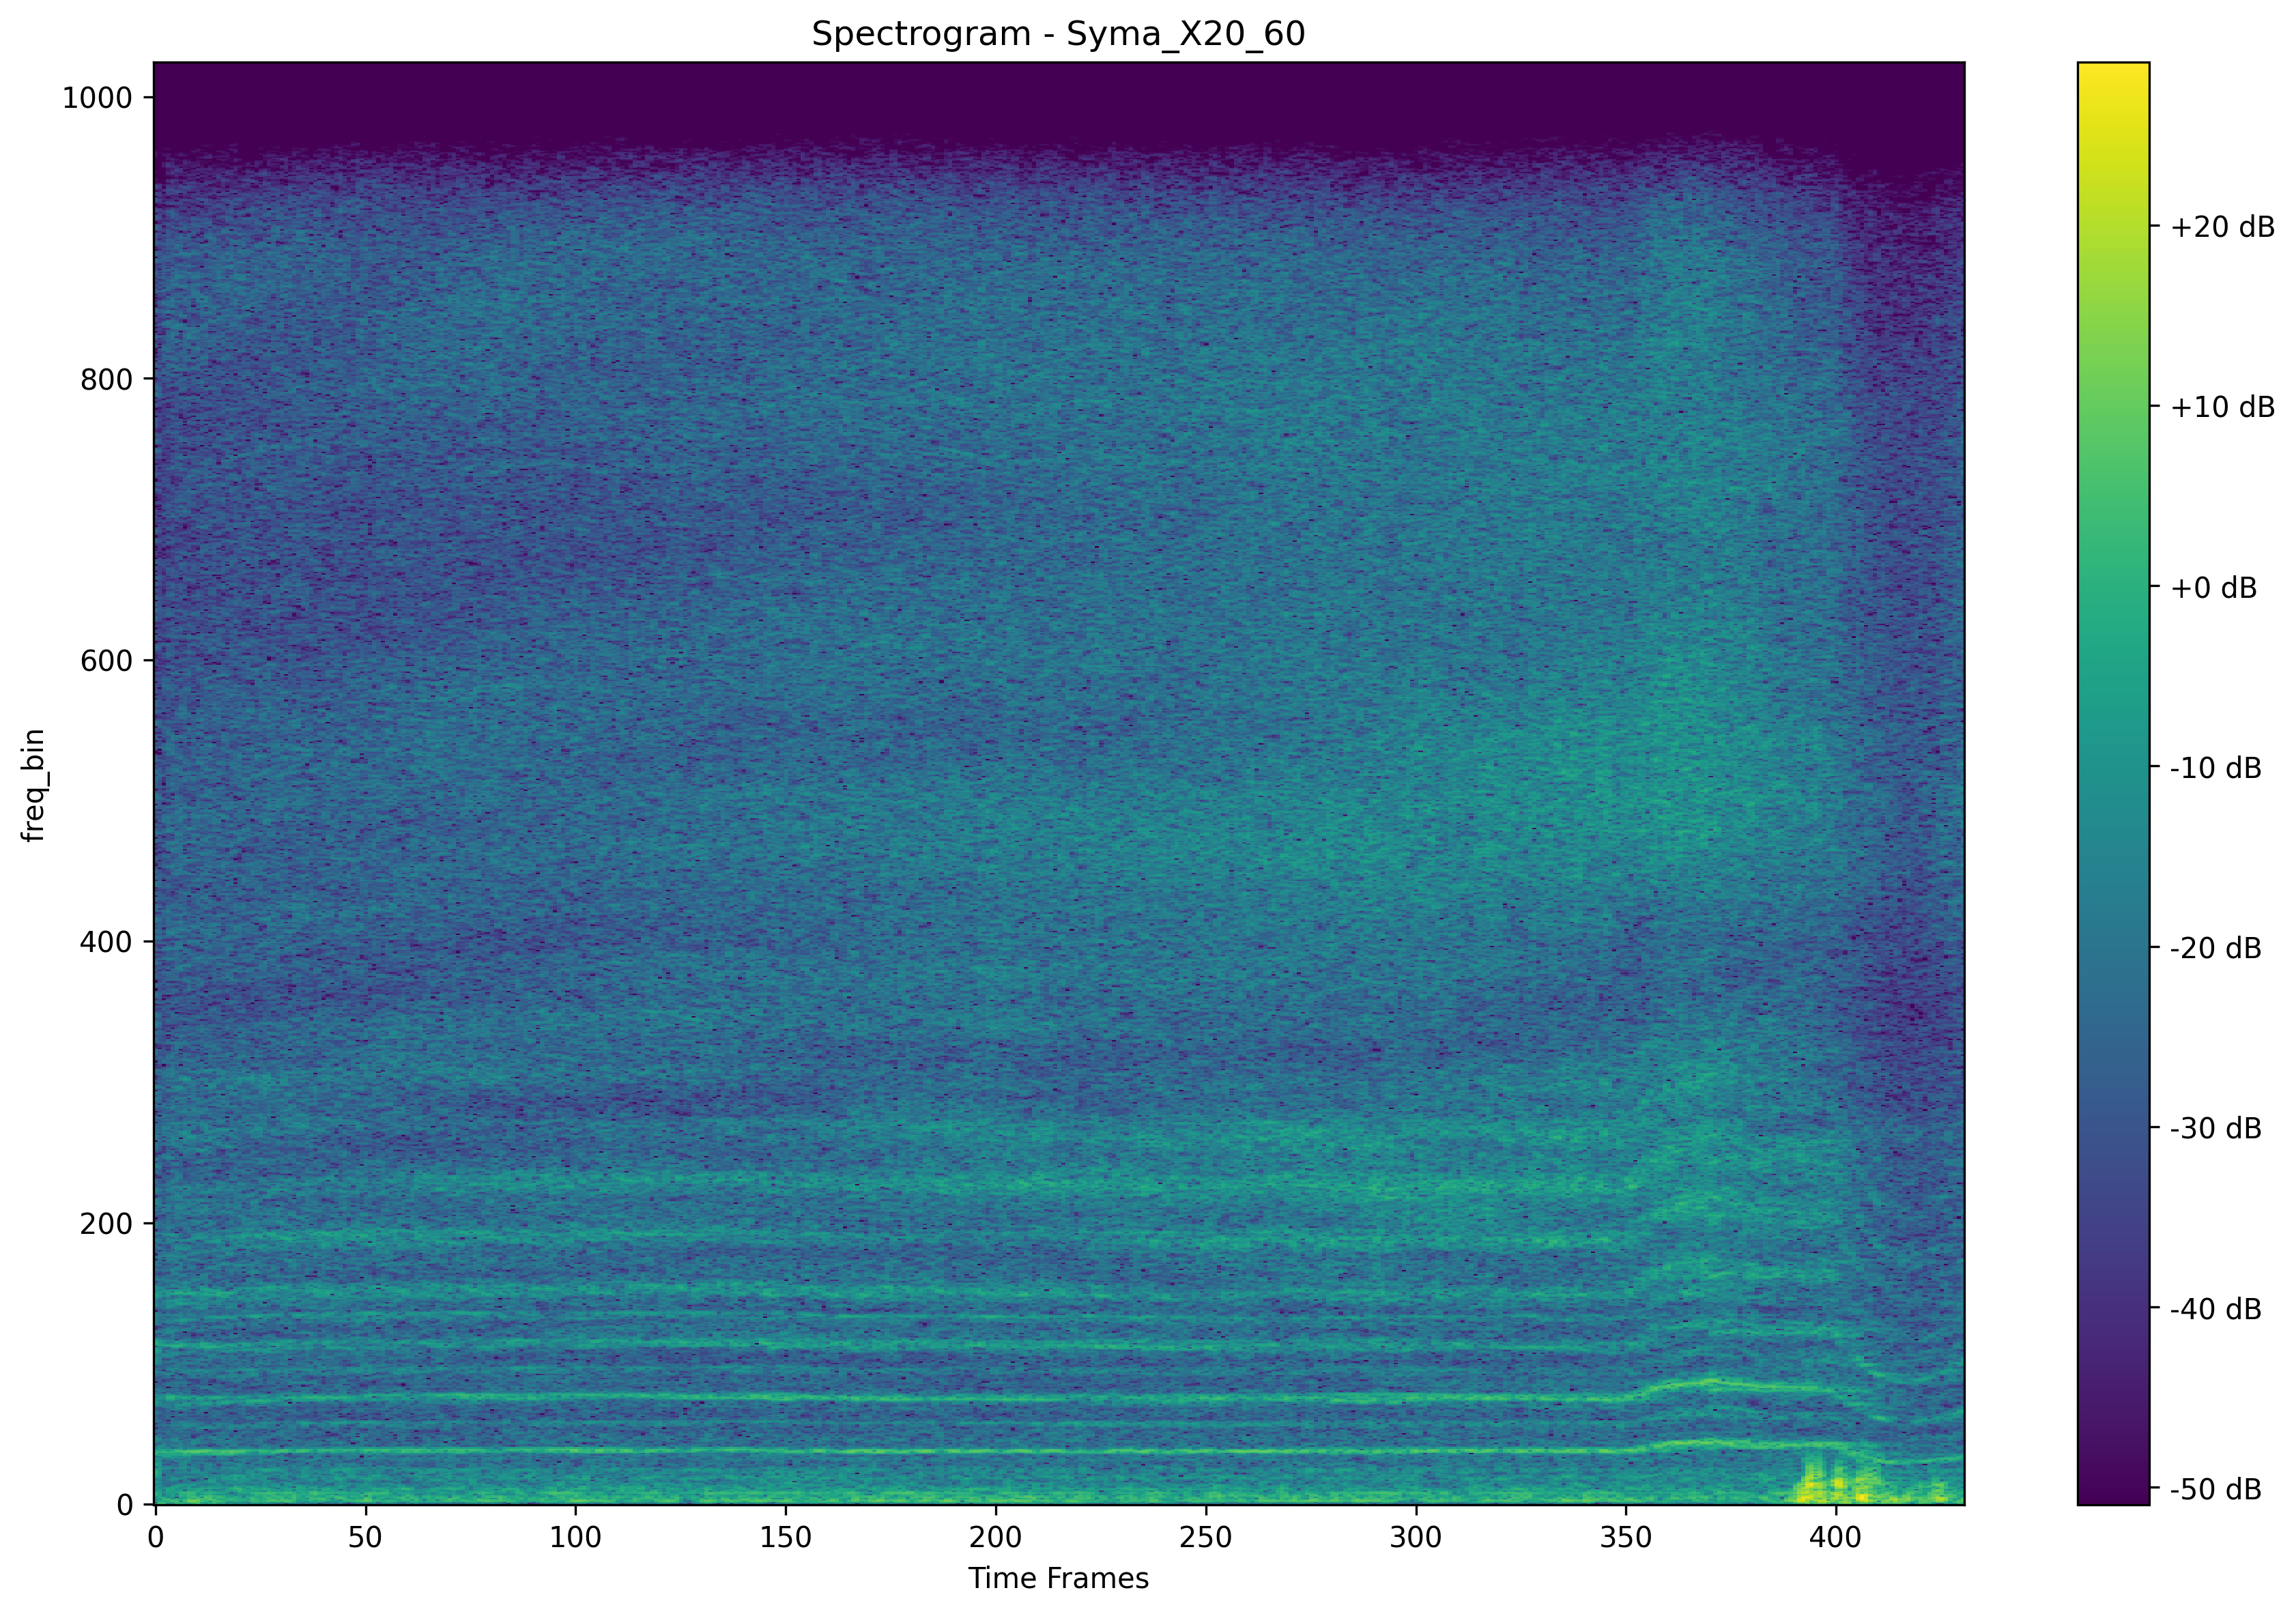 Spectrogram - Syma_X20_60
1000
800
600
400
200
0
freq_bin
0 50 100 150 200 250 300 350 400
Time Frames
+20 dB
+10 dB
+0 dB
-10 dB
-20 dB
-30 dB
-40 dB
-50 dB